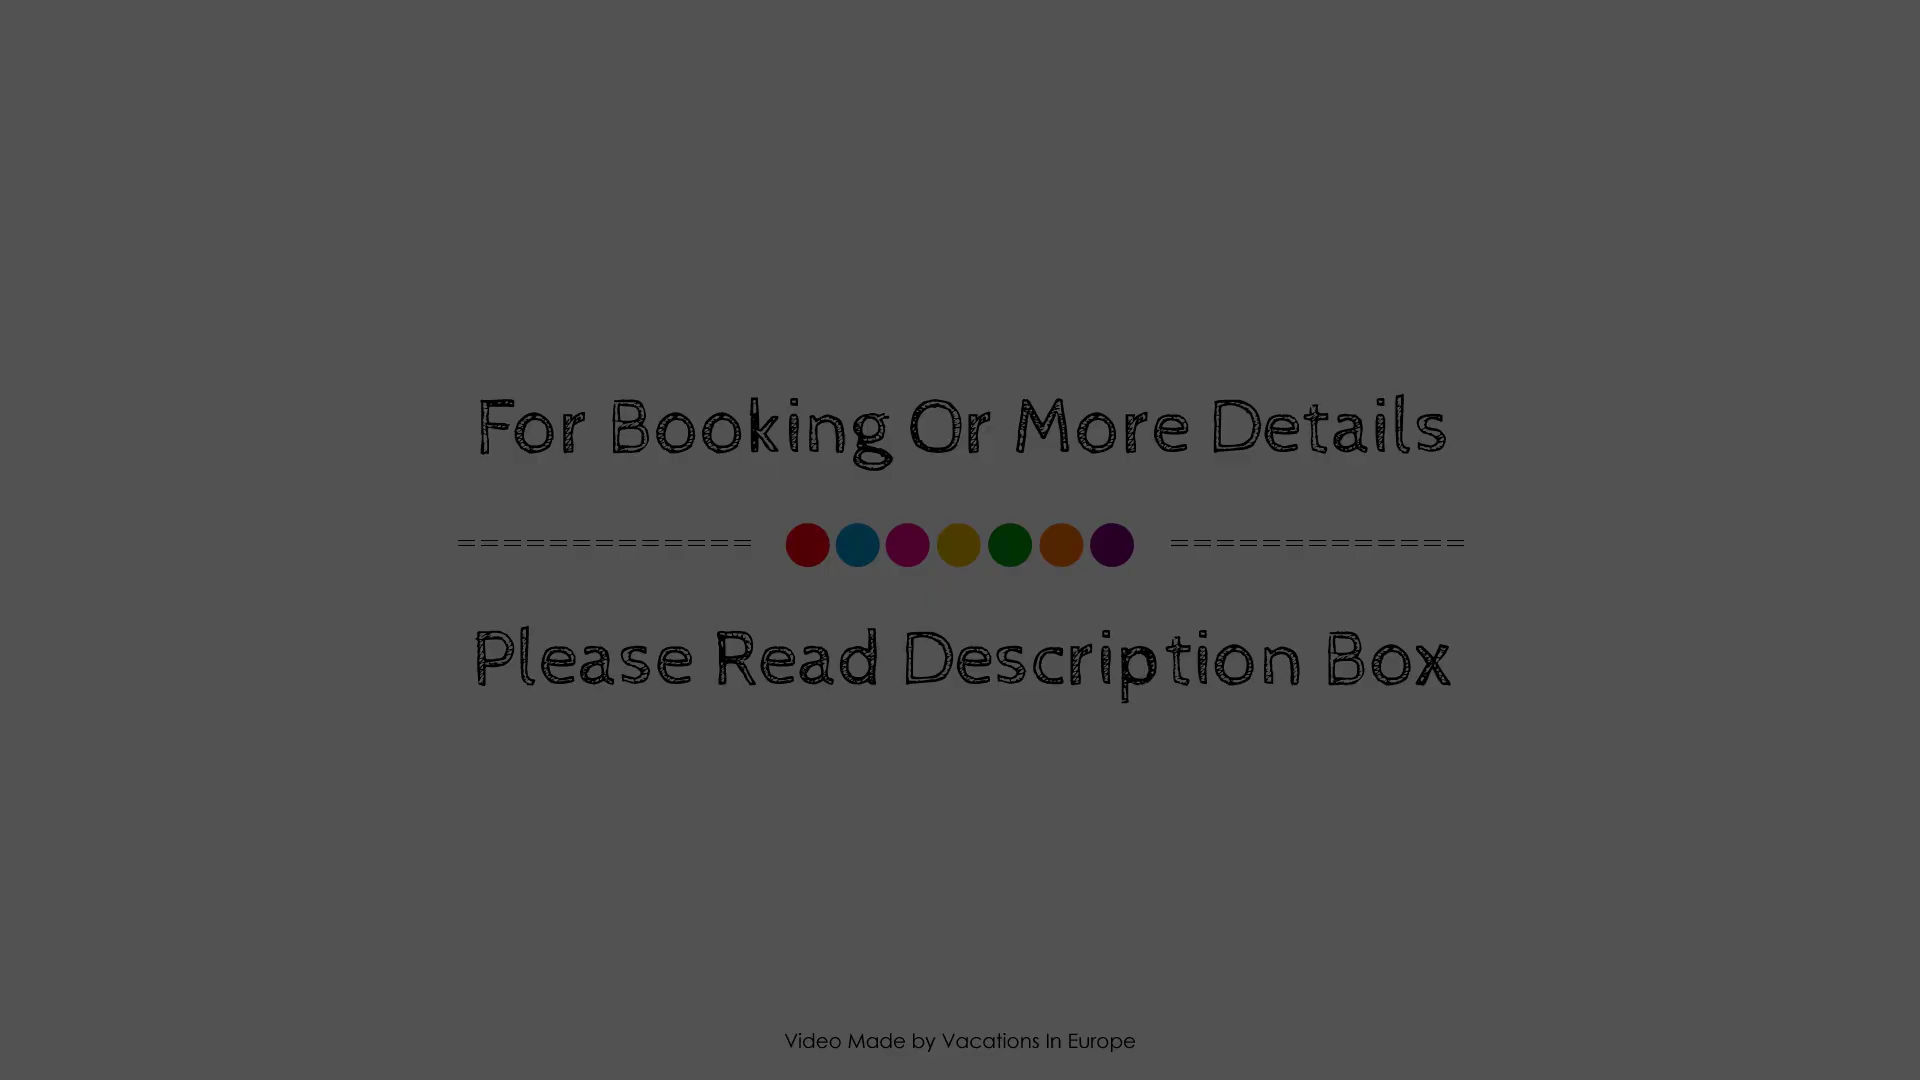 For Booking Or More Details
============= =============
Please Read Description Box
Video Made by Vacations In Europe